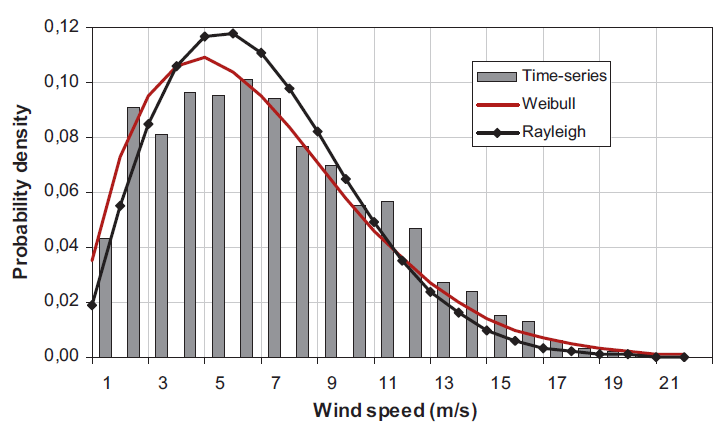 0,12
0,10
0,08
0,06
0,04
0,02
0,00
Probability density
Time-series
Weibull
Rayleigh
1 3 5 7 9 11 13 15 17 19 21
Wind speed (m/s)